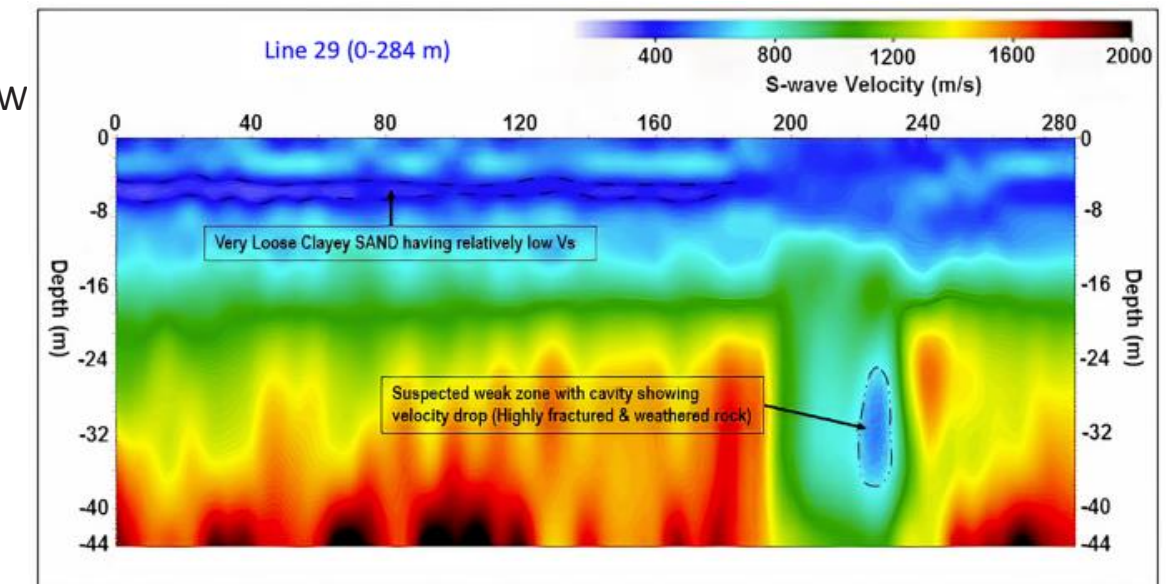 Line 29 (0-284 m)
400 800 1200 1600 2000
S-wave Velocity (m/s)
W
0 40 80 120 160 200 240 280
0 0
-8 -8
Very Loose Clayey SAND having relatively low Vs
-16 -16
Depth (m) Depth (m)
-24 -24
Suspected weak zone with cavity showing
velocity drop (Highly fractured & weathered rock)
-32 -32
-40 -40
-44 -44